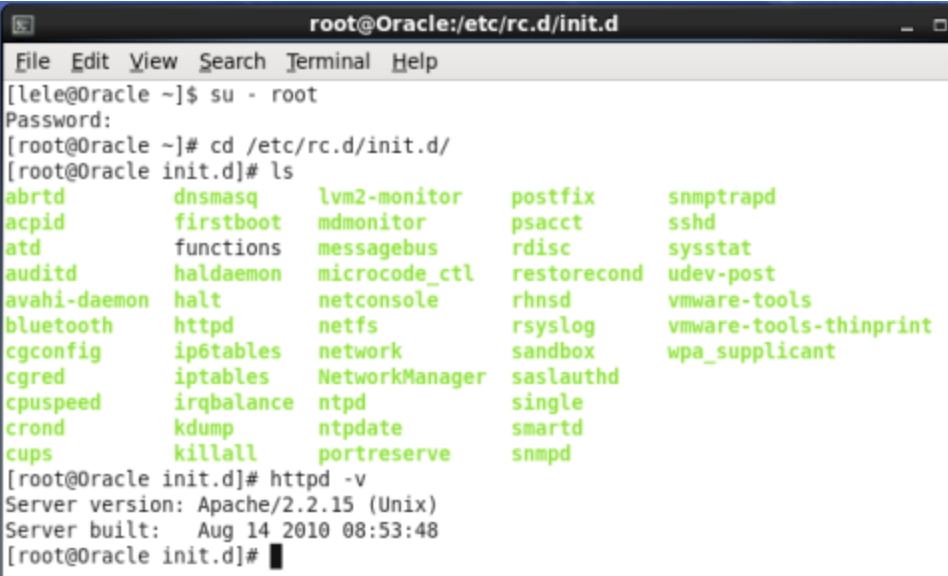 root@Oracle:/etc/rc.d/init.d
File Edit View Search Terminal Help
[lele@Oracle ~]$ su - root
Password:
[root@Oracle ~]# cd /etc/rc.d/init.d/
[root@Oracle init.d]# ls
abrtd dnsmasq lvm2-monitor postfix snmptrapd
acpid firstboot mdmonitor psacct sshd
atd functions messagebus rdisc sysstat
auditd haldaemon microcode_ctl restorecond udev-post
avahi-daemon halt netconsole rhnsd vmware-tools
bluetooth httpd netfs rsyslog vmware-tools-thinprint
cgconfig ip6tables network sandbox wpa_supplicant
cgred iptables NetworkManager saslauthd
cpuspeed irqbalance ntpd single
crond kdump ntpdate smartd
cups killall portreserve snmpd
[root@Oracle init.d]# httpd -v
Server version: Apache/2.2.15 (Unix)
Server built:   Aug 14 2010 08:53:48
[root@Oracle init.d]#